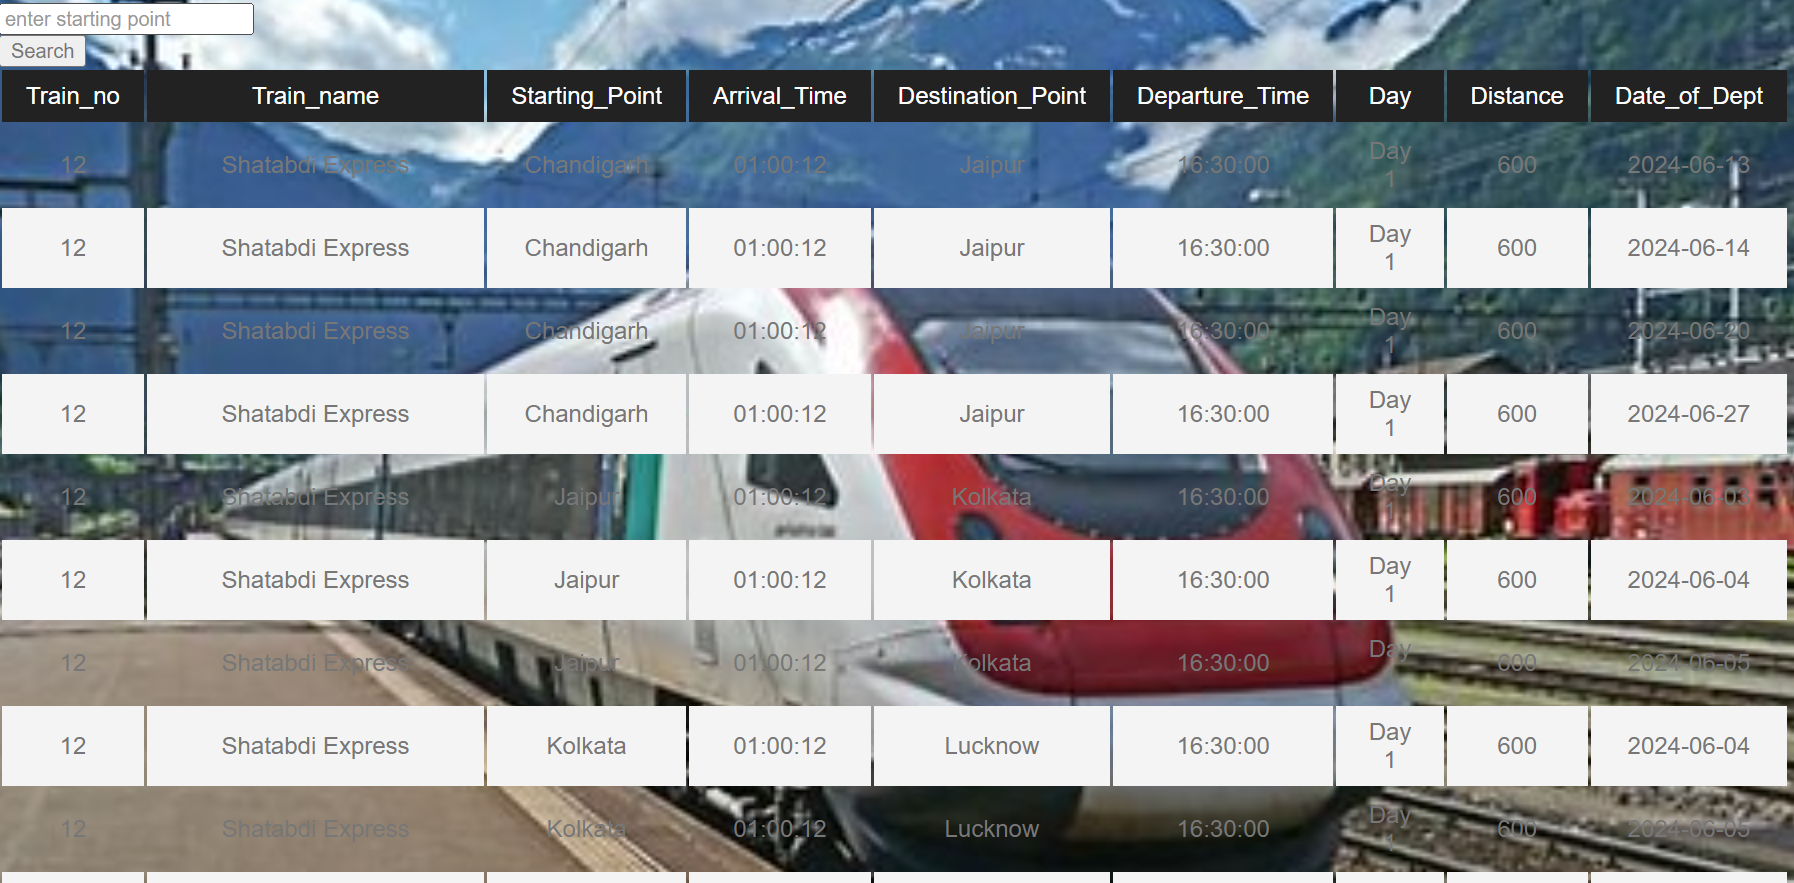 enter starting point
Search
Train_no Train_name Starting_Point Arrival_Time Destination_Point Departure_Time Day Distance Date_of_Dept
12 Shatabdi Express Chandigarh 01:00:12 Jaipur 16:30:00 Day 1 600 2024-06-13
12 Shatabdi Express Chandigarh 01:00:12 Jaipur 16:30:00 Day 1 600 2024-06-14
12 Shatabdi Express Chandigarh 01:00:12 Jaipur 16:30:00 Day 1 600 2024-06-20
12 Shatabdi Express Chandigarh 01:00:12 Jaipur 16:30:00 Day 1 600 2024-06-27
12 Shatabdi Express Jaipur 01:00:12 Kolkata 16:30:00 Day 1 600 2024-06-03
12 Shatabdi Express Jaipur 01:00:12 Kolkata 16:30:00 Day 1 600 2024-06-04
12 Shatabdi Express Jaipur 01:00:12 Kolkata 16:30:00 Day 1 600 2024-06-05
12 Shatabdi Express Kolkata 01:00:12 Lucknow 16:30:00 Day 1 600 2024-06-04
12 Shatabdi Express Kolkata 01:00:12 Lucknow 16:30:00 Day 1 600 2024-06-05